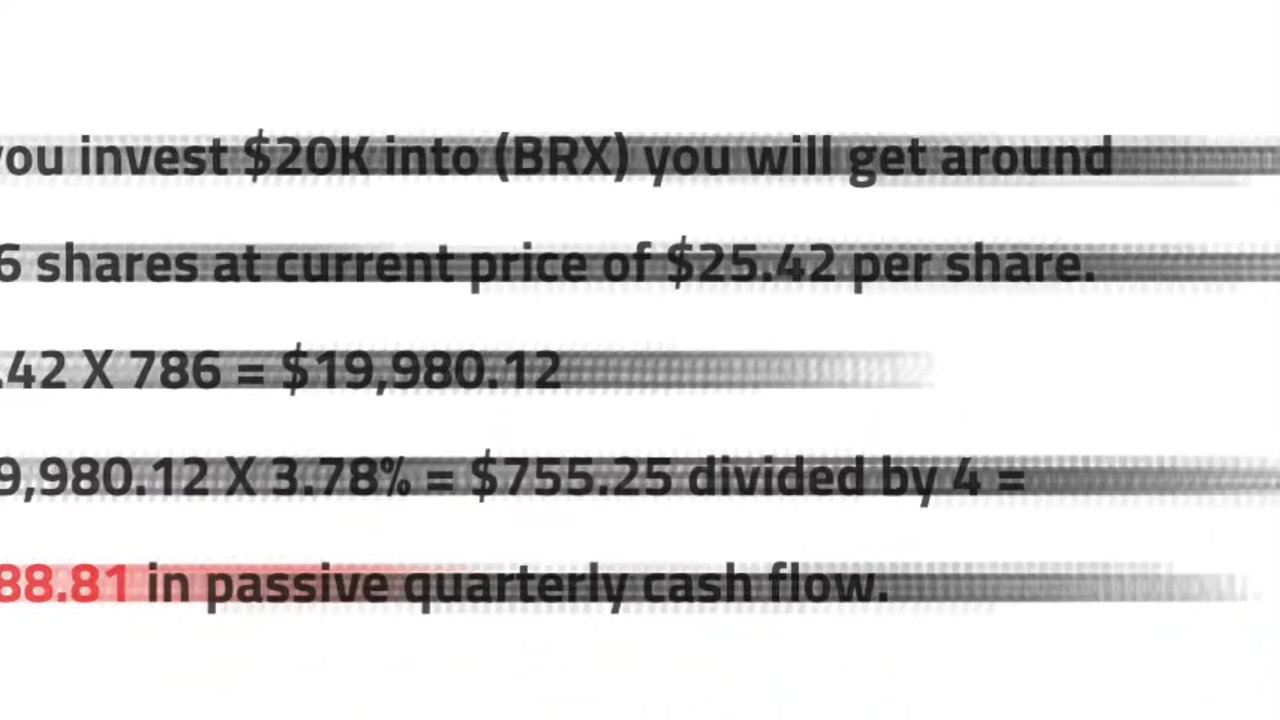 you invest $20K into (BRX) you will get around
6 shares at current price of $25.42 per share.
.42 X 786 = $19,980.12
9,980.12 X 3.78% = $755.25 divided by 4 =
88.81 in passive quarterly cash flow.